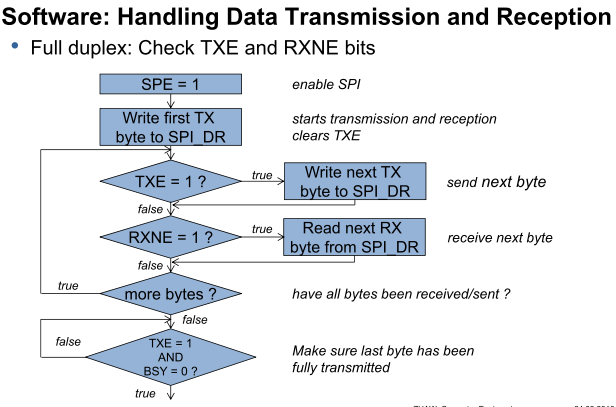 Software: Handling Data Transmission and Reception
• Full duplex: Check TXE and RXNE bits
SPE = 1
enable SPI
Write first TX
byte to SPI_DR
starts transmission and reception
clears TXE
TXE = 1 ?
true
Write next TX
byte to SPI_DR
send next byte
false
RXNE = 1 ?
true
Read next RX
byte from SPI_DR
receive next byte
false
true
more bytes ?
have all bytes been received/sent ?
false
false
TXE = 1
AND
BSY = 0 ?
Make sure last byte has been
fully transmitted
true